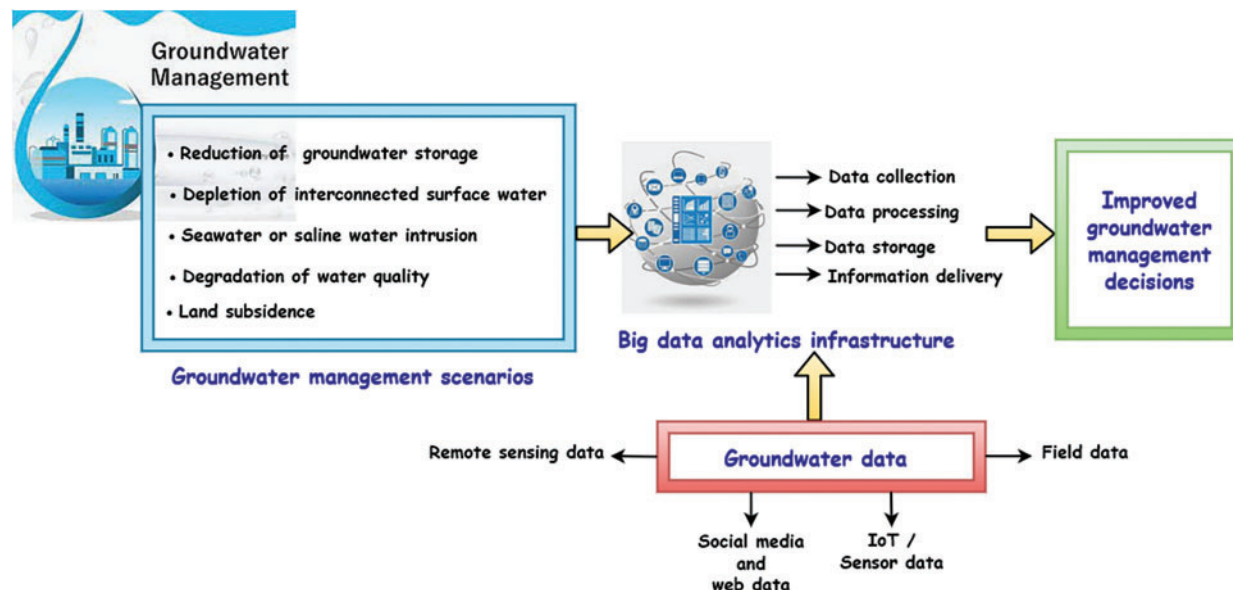 Groundwater
Management
• Reduction of groundwater storage
• Depletion of interconnected surface water
• Seawater or saline water intrusion
• Degradation of water quality
• Land subsidence
Groundwater management scenarios
Data collection
Data processing
Data storage
Information delivery
Big data analytics infrastructure
Improved
groundwater
management
decisions
Groundwater data
Remote sensing data
Field data
Social media
and
web data
IoT /
Sensor data